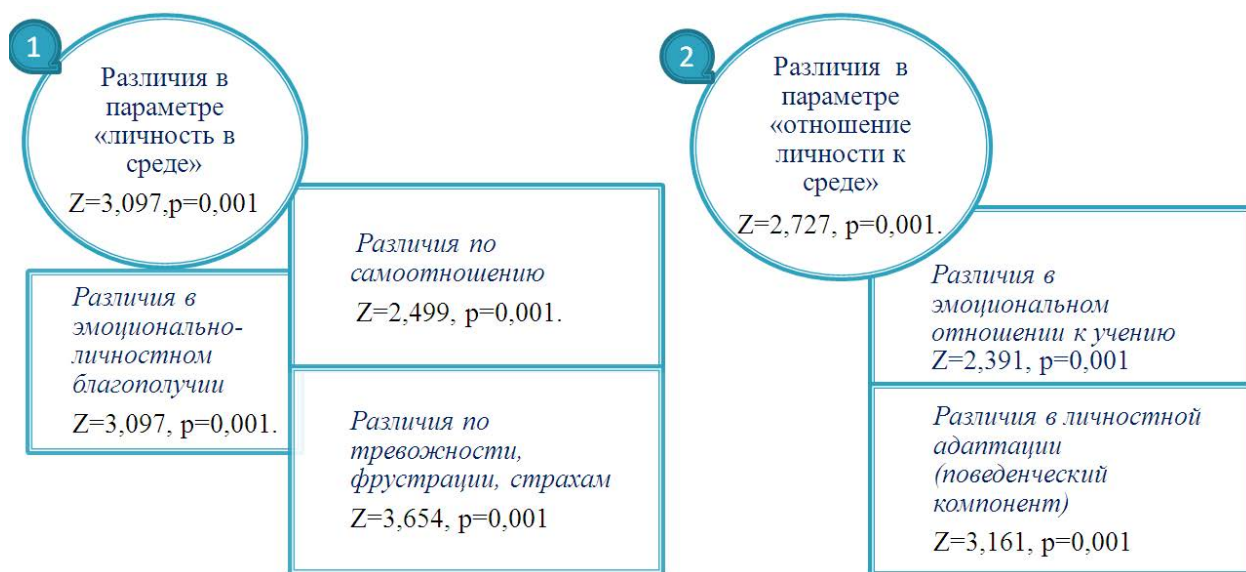 1
Различия в
параметре
«личность в
среде»
Z=3,097,p=0,001
Различия в
эмоционально-
личностном
благополучии
Z=3,097, p=0,001.
Различия по
самоотношению
Z=2,499, p=0,001.
Различия по
тревожности,
фрустрации, страхам
Z=3,654, p=0,001
2
Различия в
параметре
«отношение
личности к
среде»
Z=2,727, p=0,001.
Различия в
эмоциональном
отношении к учению
Z=2,391, p=0,001
Различия в личностной
адаптации
(поведенческий
компонент)
Z=3,161, p=0,001